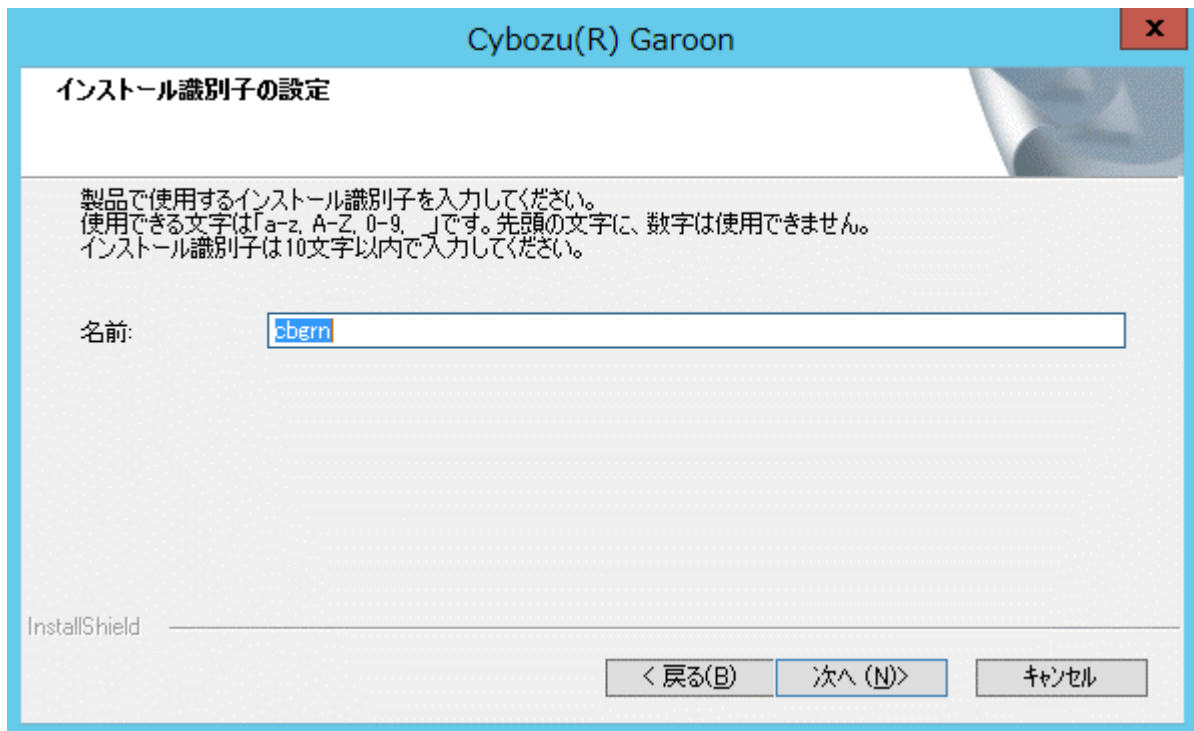 Cybozu(R) Garoon
x
インストール識別子の設定
製品で使用するインストール識別子を入力してください。
使用できる文字は「a-z, A-Z, 0-9, _」です。先頭の文字に、数字は使用できません。
インストール識別子は10文字以内で入力してください。
名前: cbgrn
InstallShield
< 戻る(B) 次へ (N)> キャンセル